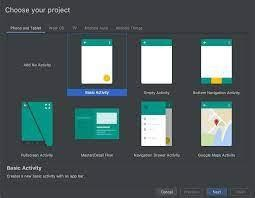 Choose your project
Phone and Tablet Wear OS TV Android Auto Android Things
Add No Activity
Basic Activity
Empty Activity
Bottom Navigation Activity
Fullscreen Activity
Master/Detail Flow
Navigation Drawer Activity
Google Maps Activity
Basic Activity
Creates a new basic activity with an app bar.
Cancel Previous Next Finish